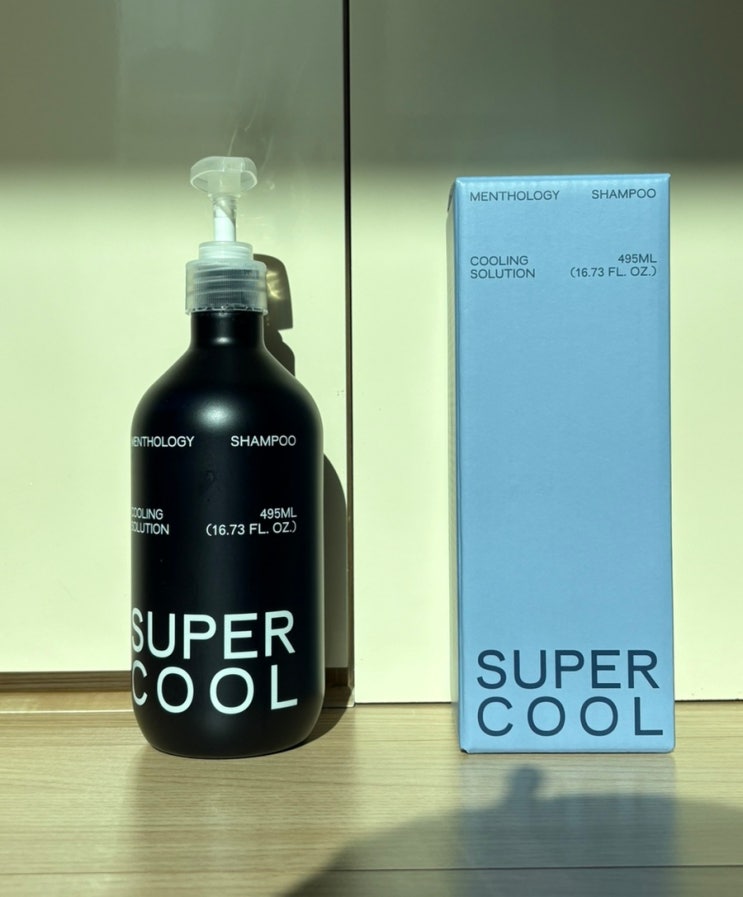 MENTHOLOGY SHAMPOO
COOLING 495ML
SOLUTION (16.73 FL. OZ.)
SUPER
COOL
MENTHOLOGY SHAMPOO
COOLING 495ML
SOLUTION (16.73 FL. OZ.)
SUPER
COOL